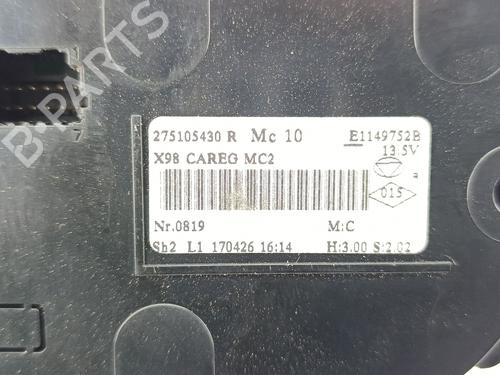 B-PARTS
275105430 R Mc 10 E1149752B
13.5V
X98 CAREG MC2
015
Nr.0819 M:C
Sh2 L1 170426 16:14 H:3.00 S:2.02